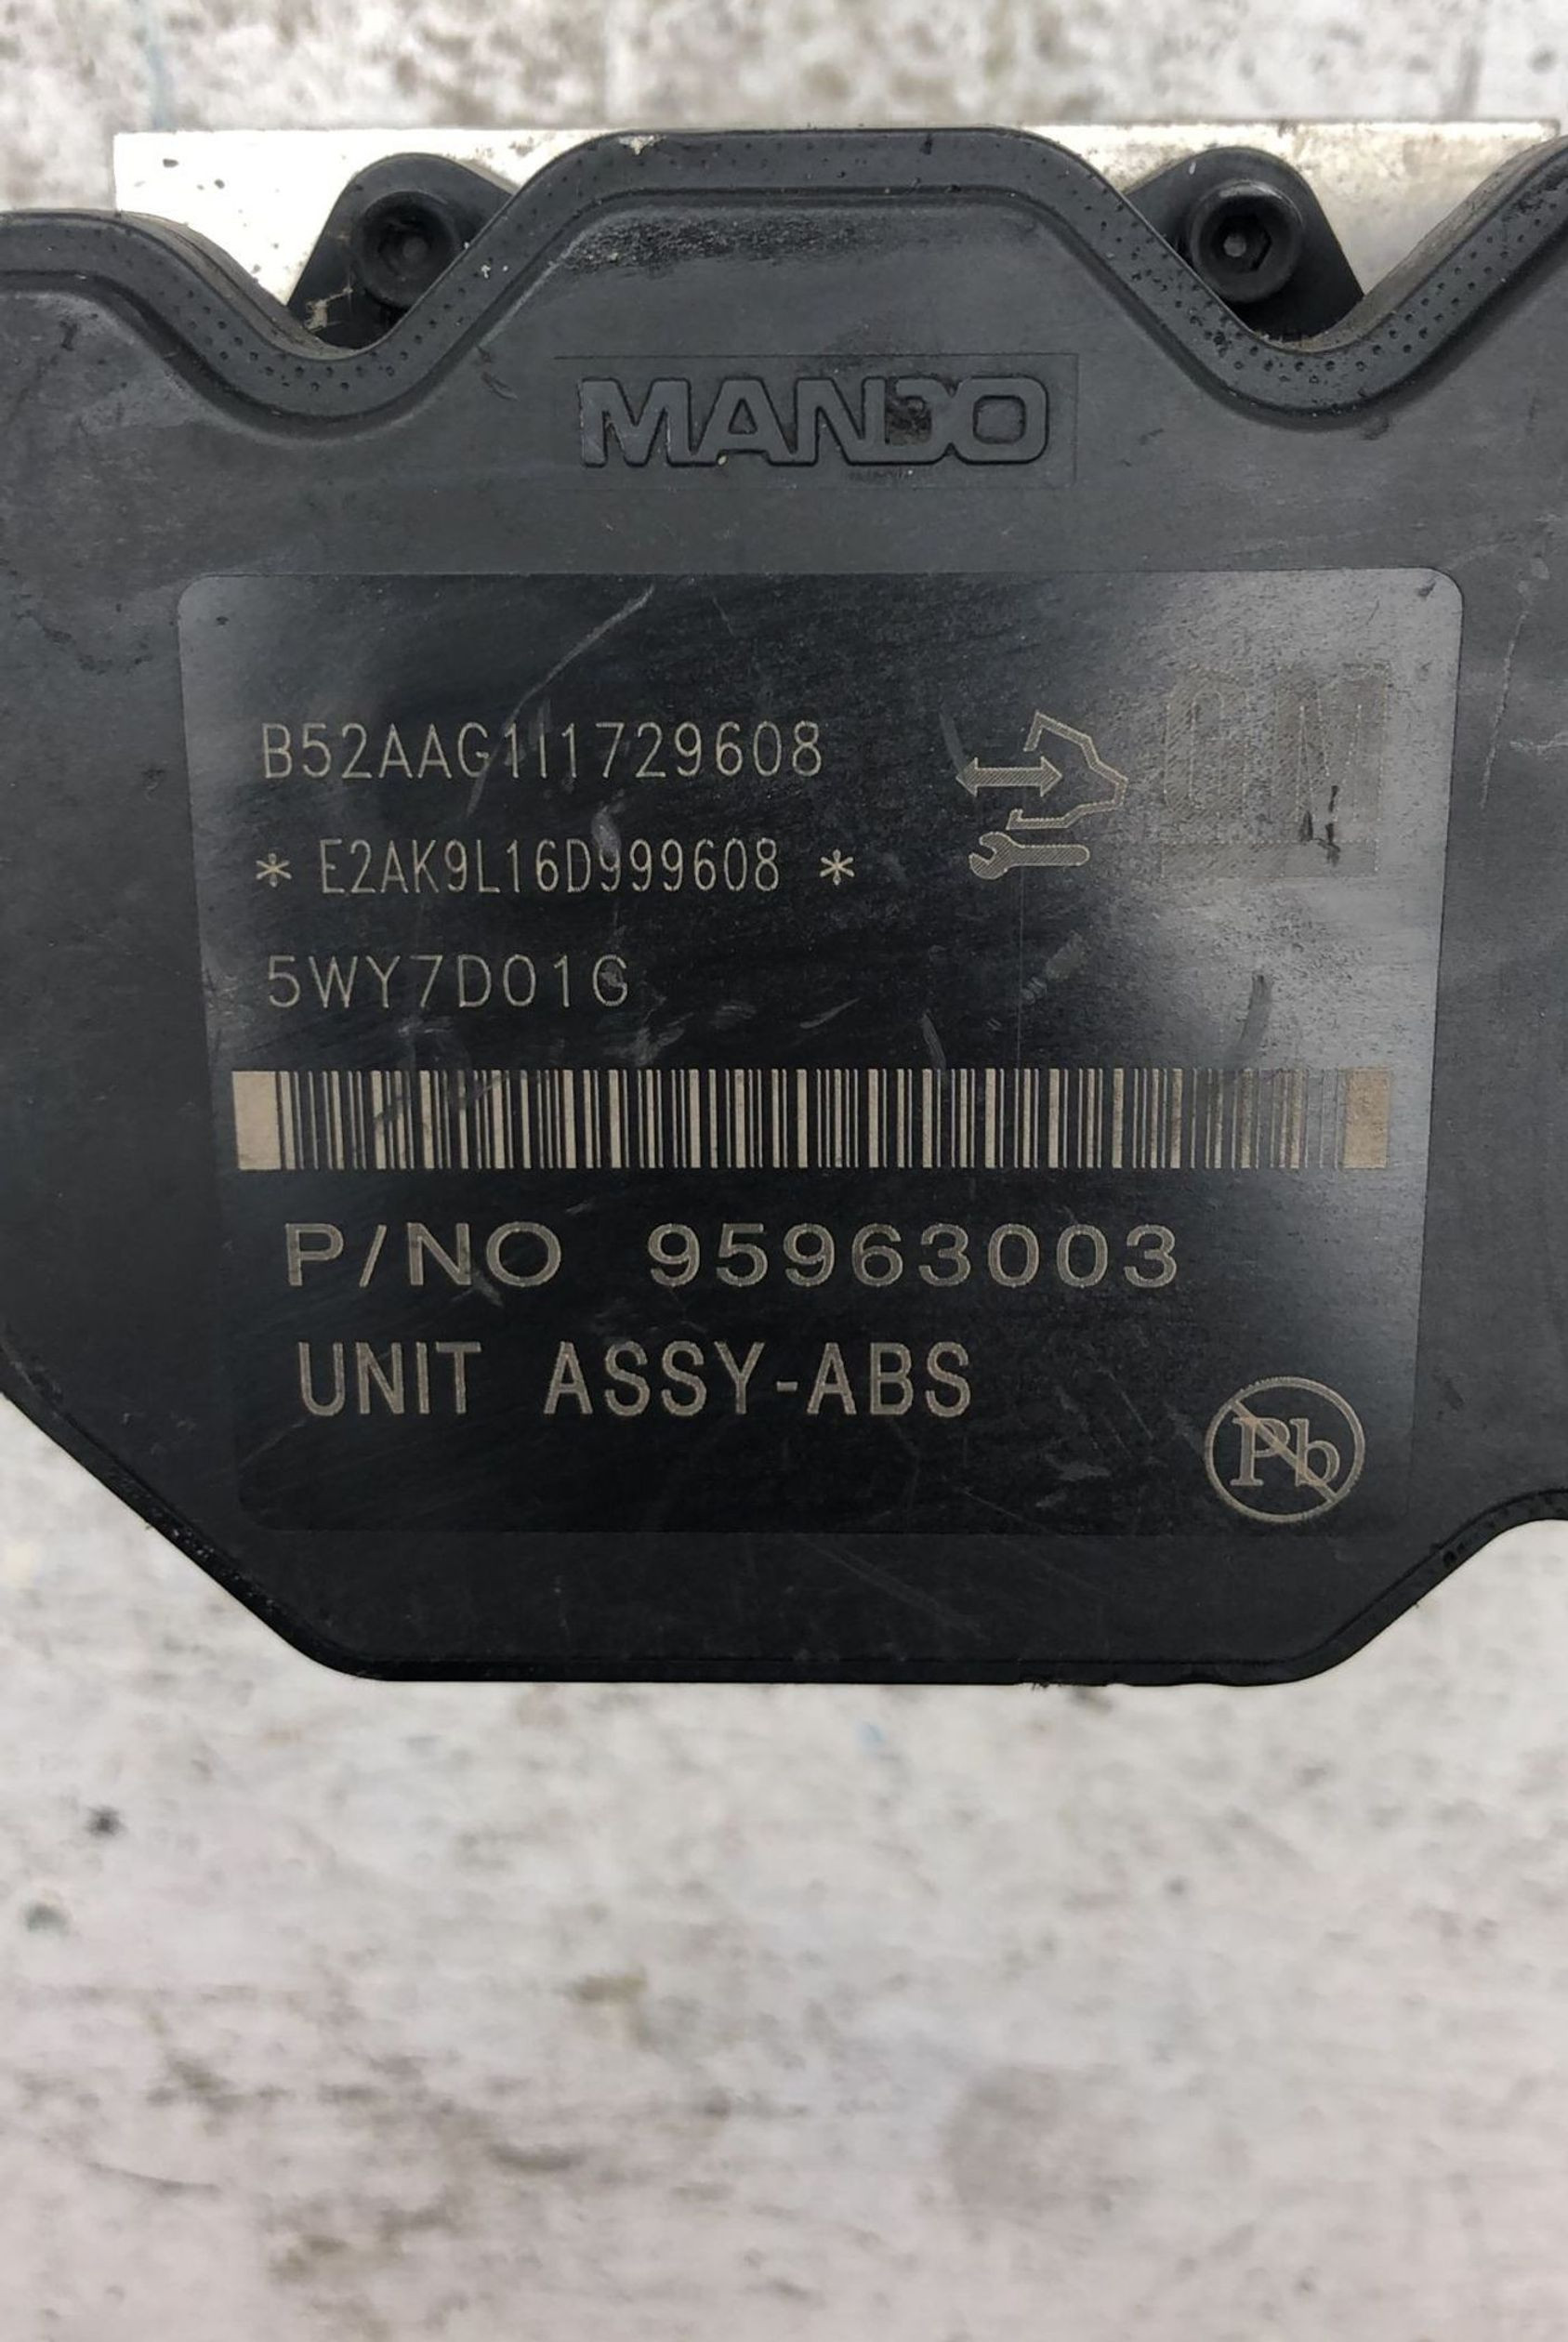 MANDO
B52AAG111729608
GM
* E2AK9L16D999608 *
5WY7D01G
P/NO 95963003
UNIT ASSY-ABS
Pb